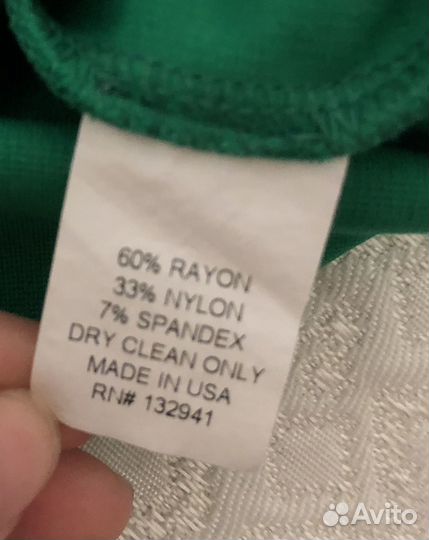 60% RAYON
33% NYLON
7% SPANDEX
DRY CLEAN ONLY
MADE IN USA
RN# 132941
Avito